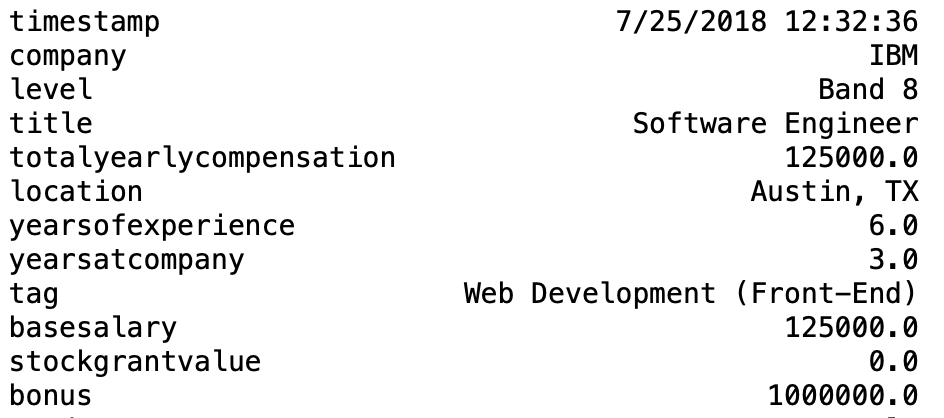 timestamp 7/25/2018 12:32:36
company IBM
level Band 8
title Software Engineer
totalyearlycompensation 125000.0
location Austin, TX
yearsofexperience 6.0
yearsatcompany 3.0
tag Web Development (Front-End)
basesalary 125000.0
stockgrantvalue 0.0
bonus 1000000.0